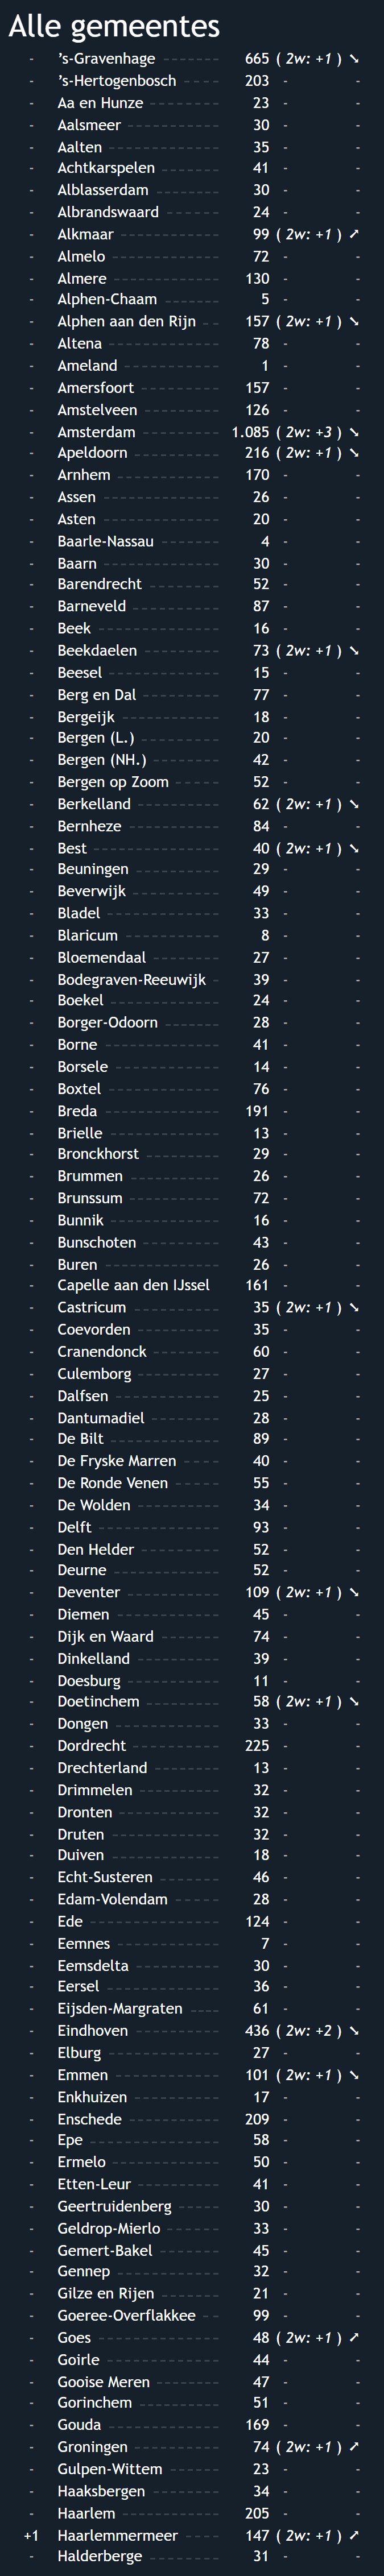 Alle gemeentes
- 's-Gravenhage 665 ( 2w: +1 ) ↘
- 's-Hertogenbosch 203 - -
- Aa en Hunze 23 - -
- Aalsmeer 30 - -
- Aalten 35 - -
- Achtkarspelen 41 - -
- Alblasserdam 30 - -
- Albrandswaard 24 - -
- Alkmaar 99 ( 2w: +1 ) ↗
- Almelo 72 - -
- Almere 130 - -
- Alphen-Chaam 5 - -
- Alphen aan den Rijn 157 ( 2w: +1 ) ↘
- Altena 78 - -
- Ameland 1 - -
- Amersfoort 157 - -
- Amstelveen 126 - -
- Amsterdam 1.085 ( 2w: +3 ) ↘
- Apeldoorn 216 ( 2w: +1 ) ↘
- Arnhem 170 - -
- Assen 26 - -
- Asten 20 - -
- Baarle-Nassau 4 - -
- Baarn 30 - -
- Barendrecht 52 - -
- Barneveld 87 - -
- Beek 16 - -
- Beekdaelen 73 ( 2w: +1 ) ↘
- Beesel 15 - -
- Berg en Dal 77 - -
- Bergeijk 18 - -
- Bergen (L.) 20 - -
- Bergen (NH.) 42 - -
- Bergen op Zoom 52 - -
- Berkelland 62 ( 2w: +1 ) ↘
- Bernheze 84 - -
- Best 40 ( 2w: +1 ) ↘
- Beuningen 29 - -
- Beverwijk 49 - -
- Bladel 33 - -
- Blaricum 8 - -
- Bloemendaal 27 - -
- Bodegraven-Reeuwijk 39 - -
- Boekel 24 - -
- Borger-Odoorn 28 - -
- Borne 41 - -
- Borsele 14 - -
- Boxtel 76 - -
- Breda 191 - -
- Brielle 13 - -
- Bronckhorst 29 - -
- Brummen 26 - -
- Brunssum 72 - -
- Bunnik 16 - -
- Bunschoten 43 - -
- Buren 26 - -
- Capelle aan den IJssel 161 - -
- Castricum 35 ( 2w: +1 ) ↘
- Coevorden 35 - -
- Cranendonck 60 - -
- Culemborg 27 - -
- Dalfsen 25 - -
- Dantumadiel 28 - -
- De Bilt 89 - -
- De Fryske Marren 40 - -
- De Ronde Venen 55 - -
- De Wolden 34 - -
- Delft 93 - -
- Den Helder 52 - -
- Deurne 52 - -
- Deventer 109 ( 2w: +1 ) ↘
- Diemen 45 - -
- Dijk en Waard 74 - -
- Dinkelland 39 - -
- Doesburg 11 - -
- Doetinchem 58 ( 2w: +1 ) ↘
- Dongen 33 - -
- Dordrecht 225 - -
- Drechterland 13 - -
- Drimmelen 32 - -
- Dronten 32 - -
- Druten 32 - -
- Duiven 18 - -
- Echt-Susteren 46 - -
- Edam-Volendam 28 - -
- Ede 124 - -
- Eemnes 7 - -
- Eemsdelta 30 - -
- Eersel 36 - -
- Eijsden-Margraten 61 - -
- Eindhoven 436 ( 2w: +2 ) ↘
- Elburg 27 - -
- Emmen 101 ( 2w: +1 ) ↘
- Enkhuizen 17 - -
- Enschede 209 - -
- Epe 58 - -
- Ermelo 50 - -
- Etten-Leur 41 - -
- Geertruidenberg 30 - -
- Geldrop-Mierlo 33 - -
- Gemert-Bakel 45 - -
- Gennep 32 - -
- Gilze en Rijen 21 - -
- Goeree-Overflakkee 99 - -
- Goes 48 ( 2w: +1 ) ↗
- Goirle 44 - -
- Gooise Meren 47 - -
- Gorinchem 51 - -
- Gouda 169 - -
- Groningen 74 ( 2w: +1 ) ↗
- Gulpen-Wittem 23 - -
- Haaksbergen 34 - -
- Haarlem 205 - -
+1 Haarlemmermeer 147 ( 2w: +1 ) ↗
- Halderberge 31 - -